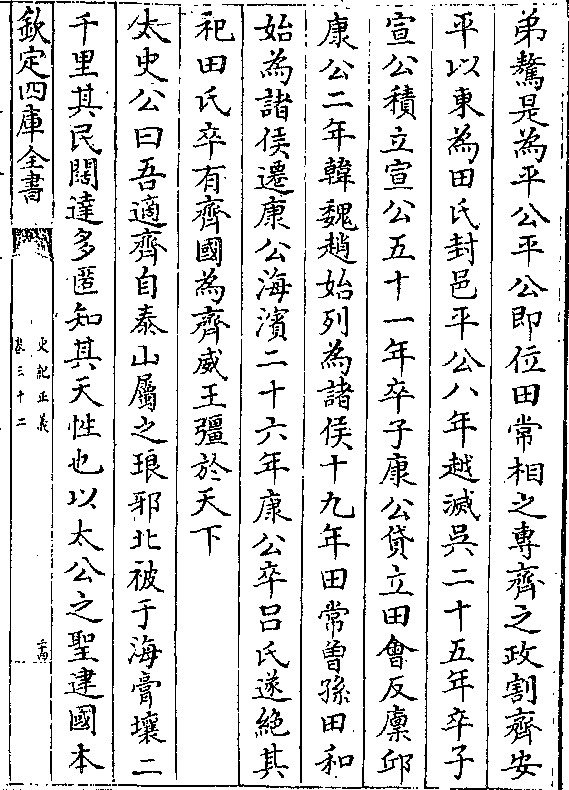 弟驁是為平公平公即位田常相之專齊之政割齊安
平以東為田氏封邑平公八年越滅吳二十五年卒子
宣公積立宣公五十一年卒子康公貸立田會反廩邱
康公二年韓魏趙始列為諸侯十九年田常曾孫田和
始為諸侯遷康公海濱二十六年康公卒呂氏遂絕其
祀田氏卒有齊國為齊威王彊於天下
太史公曰吾適齊自泰山屬之琅邪北被于海膏壤二
千里其民闊達多匿知其天性也以太公之聖建國本
欽定四庫全書
史記正義
卷三十二